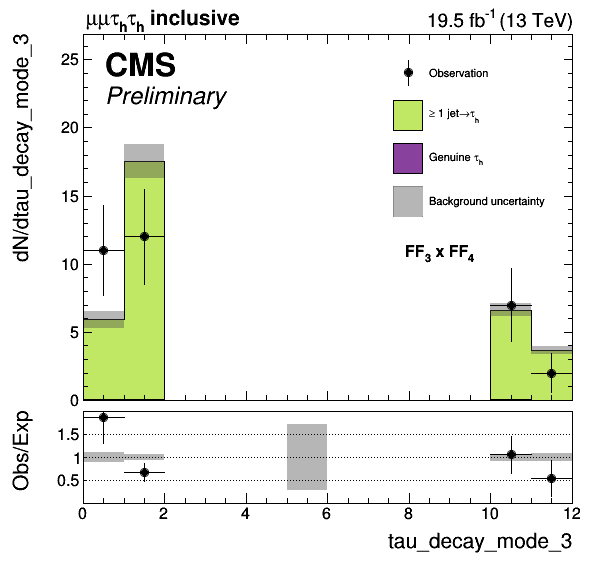 μμτhτh inclusive
19.5 fb-1 (13 TeV)
CMS
Preliminary
Observation
≥ 1 jet→τh
Genuine τh
Background uncertainty
FF3 x FF4
dN/dtau_decay_mode_3
25
20
15
10
5
0
Obs/Exp
1.5
1
0.5
0 2 4 6 8 10 12
tau_decay_mode_3